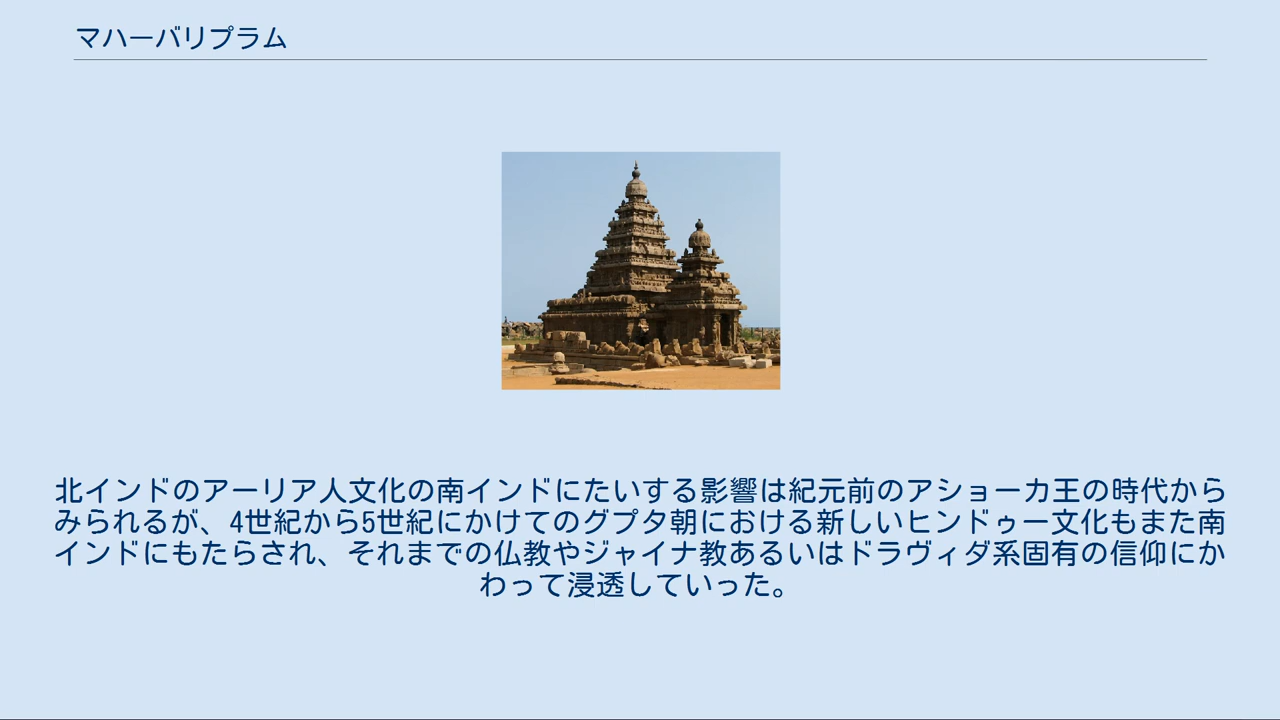 マハーバリプラム
北インドのアーリア人文化の南インドにたいする影響は紀元前のアショーカ王の時代から
みられるが、4世紀から5世紀にかけてのグプタ朝における新しいヒンドゥー文化もまた南
インドにもたらされ、それまでの仏教やジャイナ教あるいはドラヴィダ系固有の信仰にか
わって浸透していった。